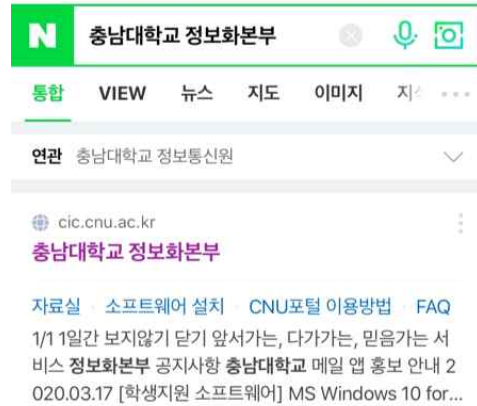 N 충남대학교 정보화본부
통합 VIEW 뉴스 지도 이미지
연관 충남대학교 정보통신원
cic.cnu.ac.kr
충남대학교 정보화본부
자료실 · 소프트웨어 설치 · CNU포털 이용방법 · FAQ
1/1 1일간 보지않기 닫기 앞서가는, 다가가는, 믿음가는 서
비스 정보화본부 공지사항 충남대학교 메일 앱 홍보 안내 2
020.03.17 [학생지원 소프트웨어] MS Windows 10 for...